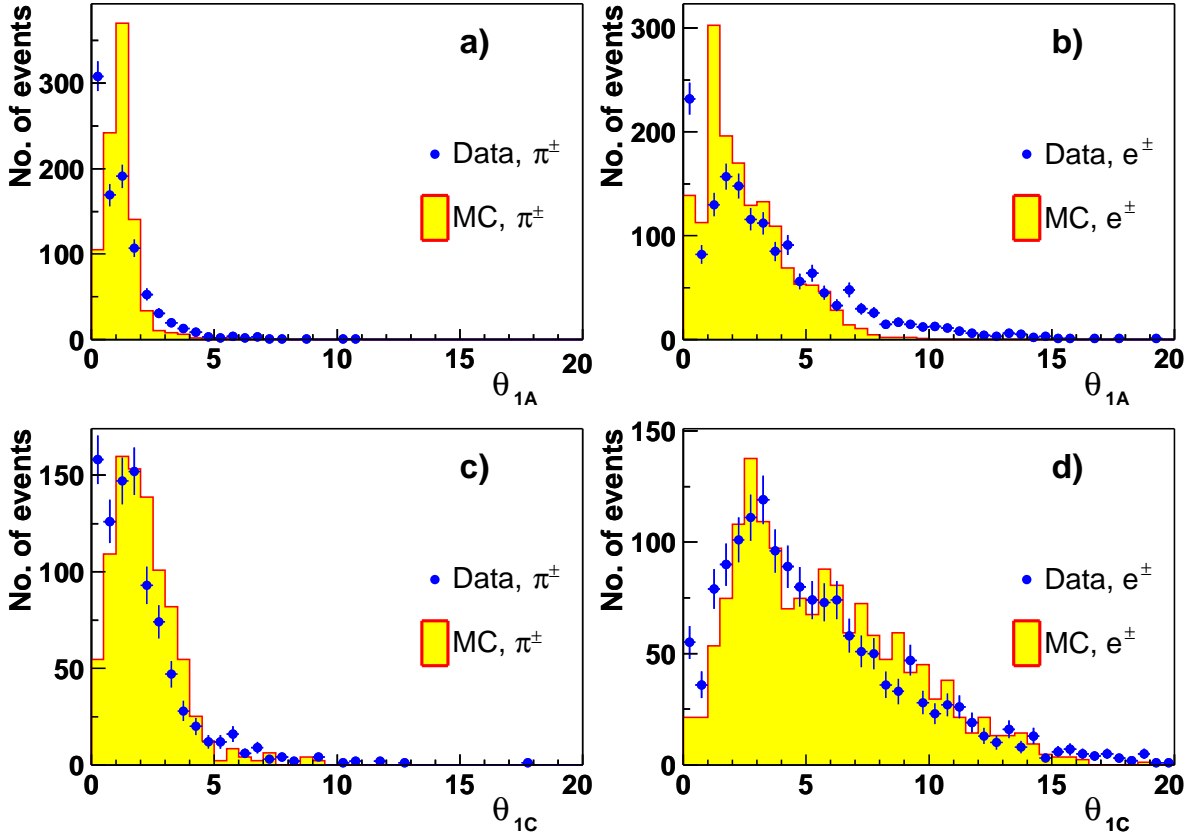 No. of events
a)
300
200
100
0
Data, π±
MC, π±
0 5 10 15 20
θ1A
No. of events
b)
300
200
100
0
Data, e±
MC, e±
0 5 10 15 20
θ1A
No. of events
c)
150
100
50
0
Data, π±
MC, π±
0 5 10 15 20
θ1C
No. of events
d)
150
100
50
0
Data, e±
MC, e±
0 5 10 15 20
θ1C